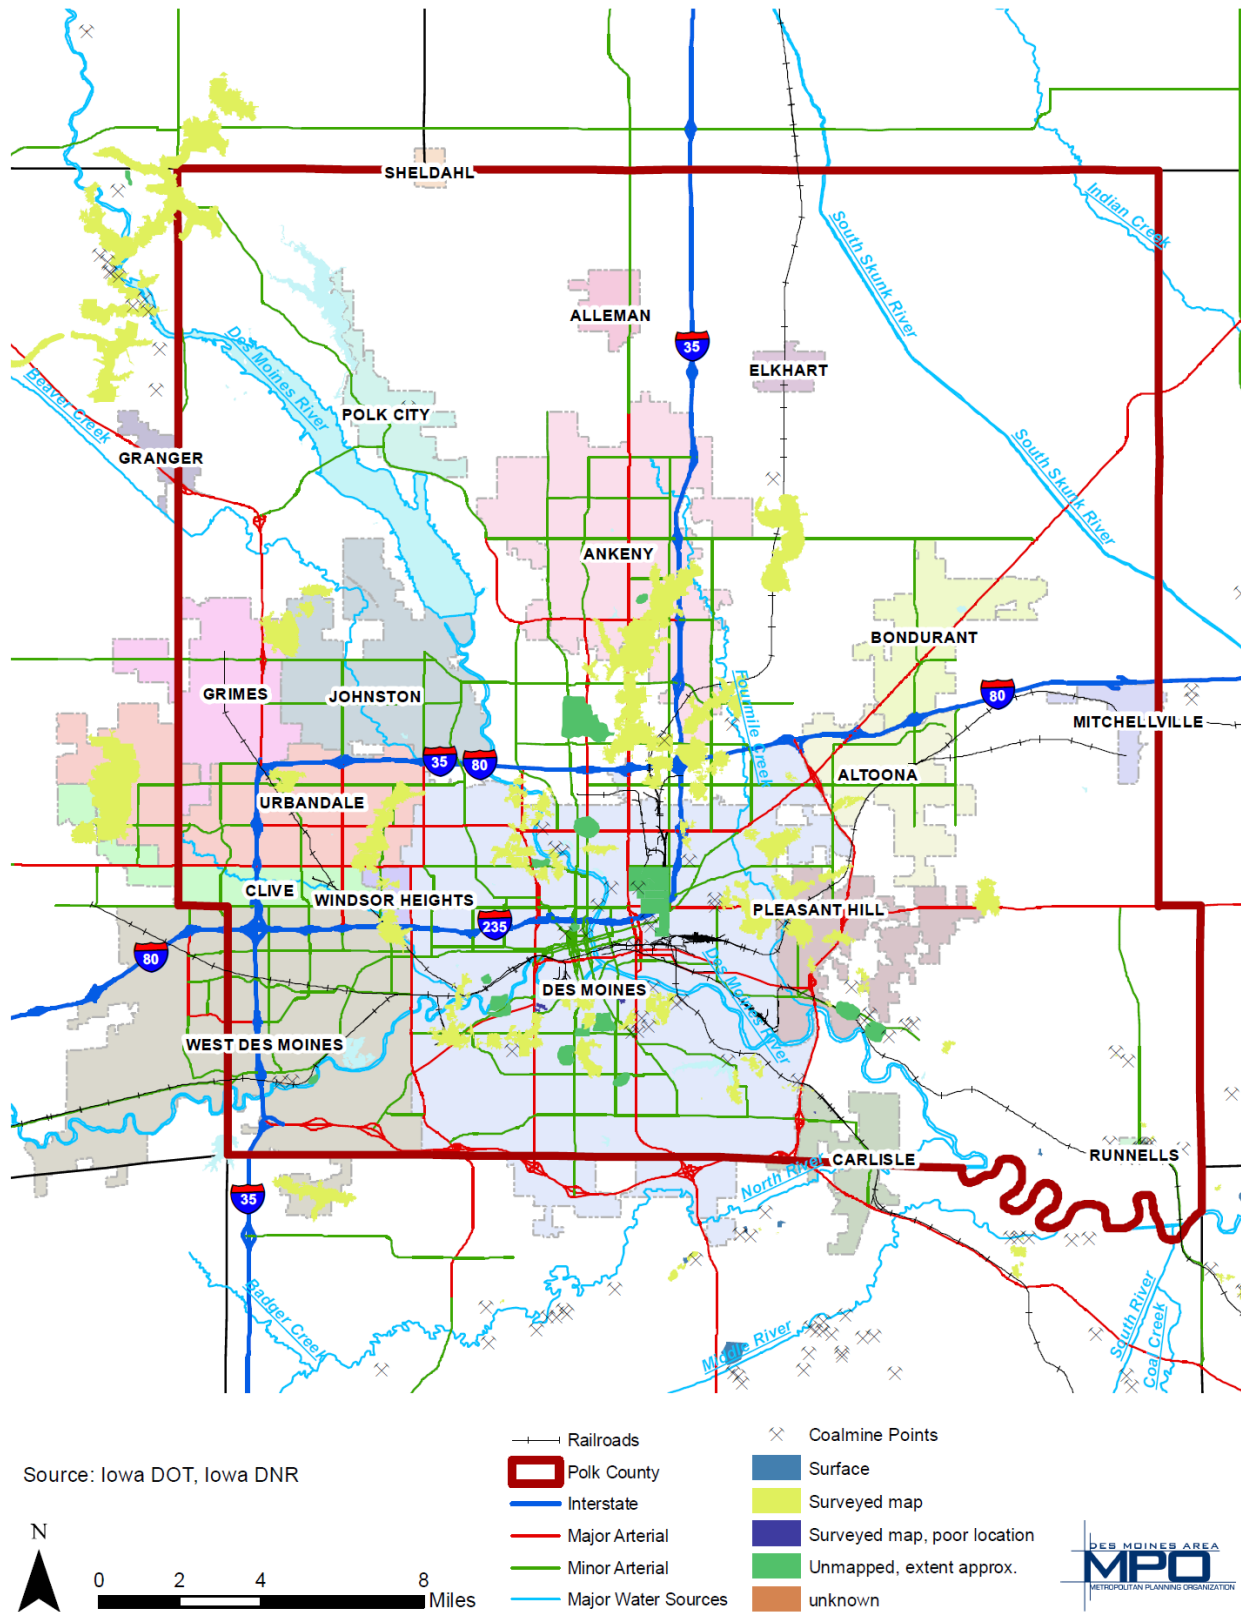 SHELDAHL
Indian Creek
South Skunk River
ALLEMAN
35
Des Moines River
ELKHART
Beaver Creek
POLK CITY
GRANGER
South Skunk River
ANKENY
BONDURANT
GRIMES
JOHNSTON
Fourmile Creek
80
MITCHELLVILLE
35
80
ALTOONA
URBANDALE
CLIVE
WINDSOR HEIGHTS
PLEASANT HILL
235
80
DES MOINES
Des Moines River
WEST DES MOINES
CARLISLE
RUNNELLS
North River
35
Badger Creek
Middle River
South River
Coal Creek
Source: Iowa DOT, Iowa DNR
N
0 2 4 8
Miles
Railroads
Polk County
Interstate
Major Arterial
Minor Arterial
Major Water Sources
Coalmine Points
Surface
Surveyed map
Surveyed map, poor location
Unmapped, extent approx.
unknown
DES MOINES AREA
MPO
METROPOLITAN PLANNING ORGANIZATION